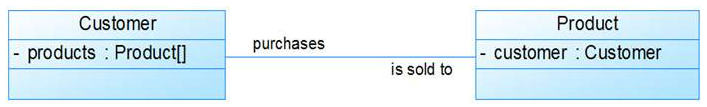 Customer
- products : Product[]
purchases
is sold to
Product
- customer : Customer